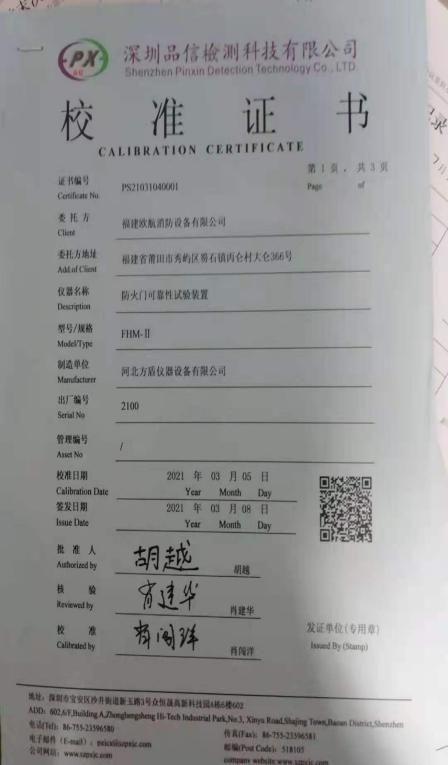 PX
深圳品信檢測科技有限公司
Shenzhen Pinxin Detection Technology Co., LTD.
校准证书
CALIBRATION CERTIFICATE
第 1 页 , 共 3 页
Page of
证书编号 PS21031040001
Certificate No.
委托方 福建欧航消防设备有限公司
Client
委托方地址 福建省莆田市秀屿区笏石镇丙仑村大仑366号
Add.of Client
仪器名称 防火门可靠性试验装置
Description
型号/规格 FHM-Ⅱ
Model/Type
制造单位 河北方盾仪器设备有限公司
Manufacturer
出厂编号 2100
Serial No
管理编号 /
Asset No
校准日期 2021 年 03 月 05 日
Calibration Date Year Month Day
签发日期 2021 年 03 月 08 日
Issue Date Year Month Day
批准人 胡越 胡越
Authorized by
核验 肖建华 肖建华
Reviewed by
校准 肖闯洋 肖闯洋
Calibrated by
发证单位(专用章)
Issued By (Stamp)
地址: 深圳市宝安区沙井街道新玉路3号众恒晟高新科技园6楼602
ADD: 602,6/F,Building A,Zhonghengsheng Hi-Tech Industrial Park,No.3, Xinyu Road,Shajing Town,Baoan District,Shenzhen
电话(Tel): 86-755-23596580
传真(Fax): 86-755-23596581
电子邮件 (E-mail):
邮编(Post Code): 518105
公司网站: www.szpxjc.com
company website:www.szpxjc.com